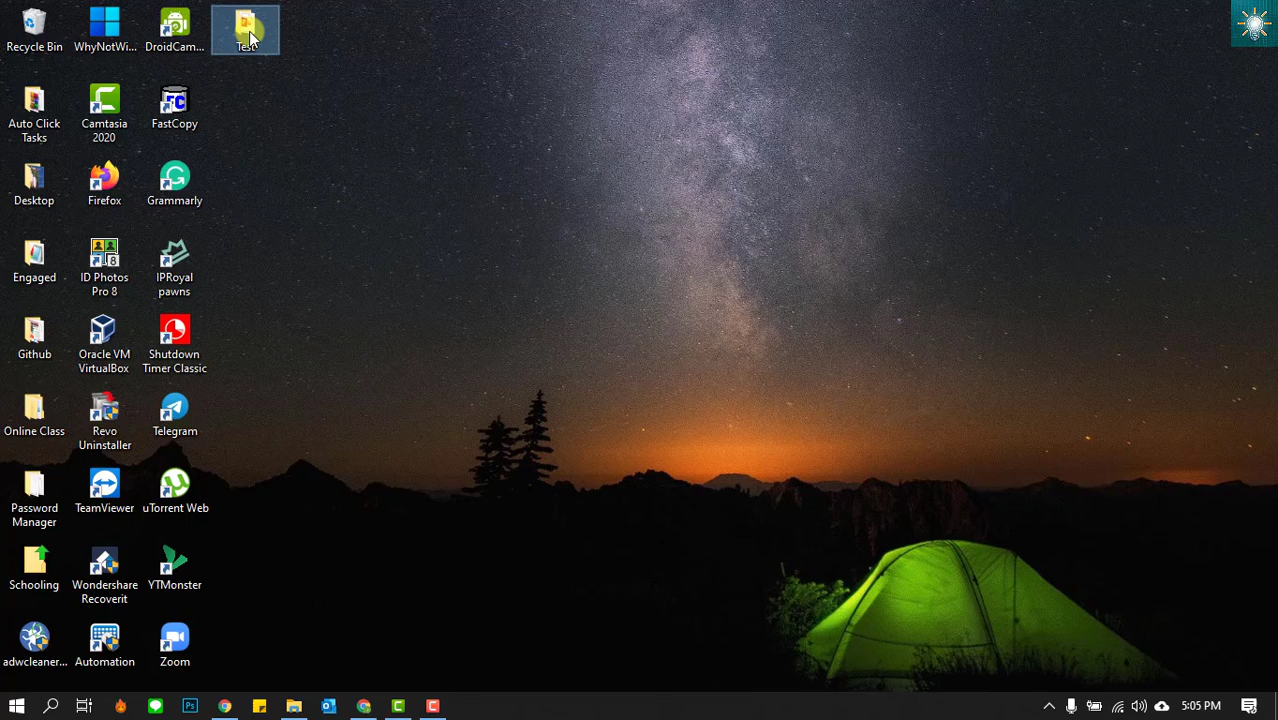 Recycle Bin
WhyNotWi...
DroidCam...
Test
Auto Click
Tasks
Camtasia
2020
FastCopy
Desktop
Firefox
Grammarly
Engaged
ID Photos
Pro 8
IPRoyal
pawns
Github
Oracle VM
VirtualBox
Shutdown
Timer Classic
Online Class
Revo
Uninstaller
Telegram
Password
Manager
TeamViewer
uTorrent Web
Schooling
Wondershare
Recoverit
YTMonster
adwcleaner...
Automation
Zoom
5:05 PM